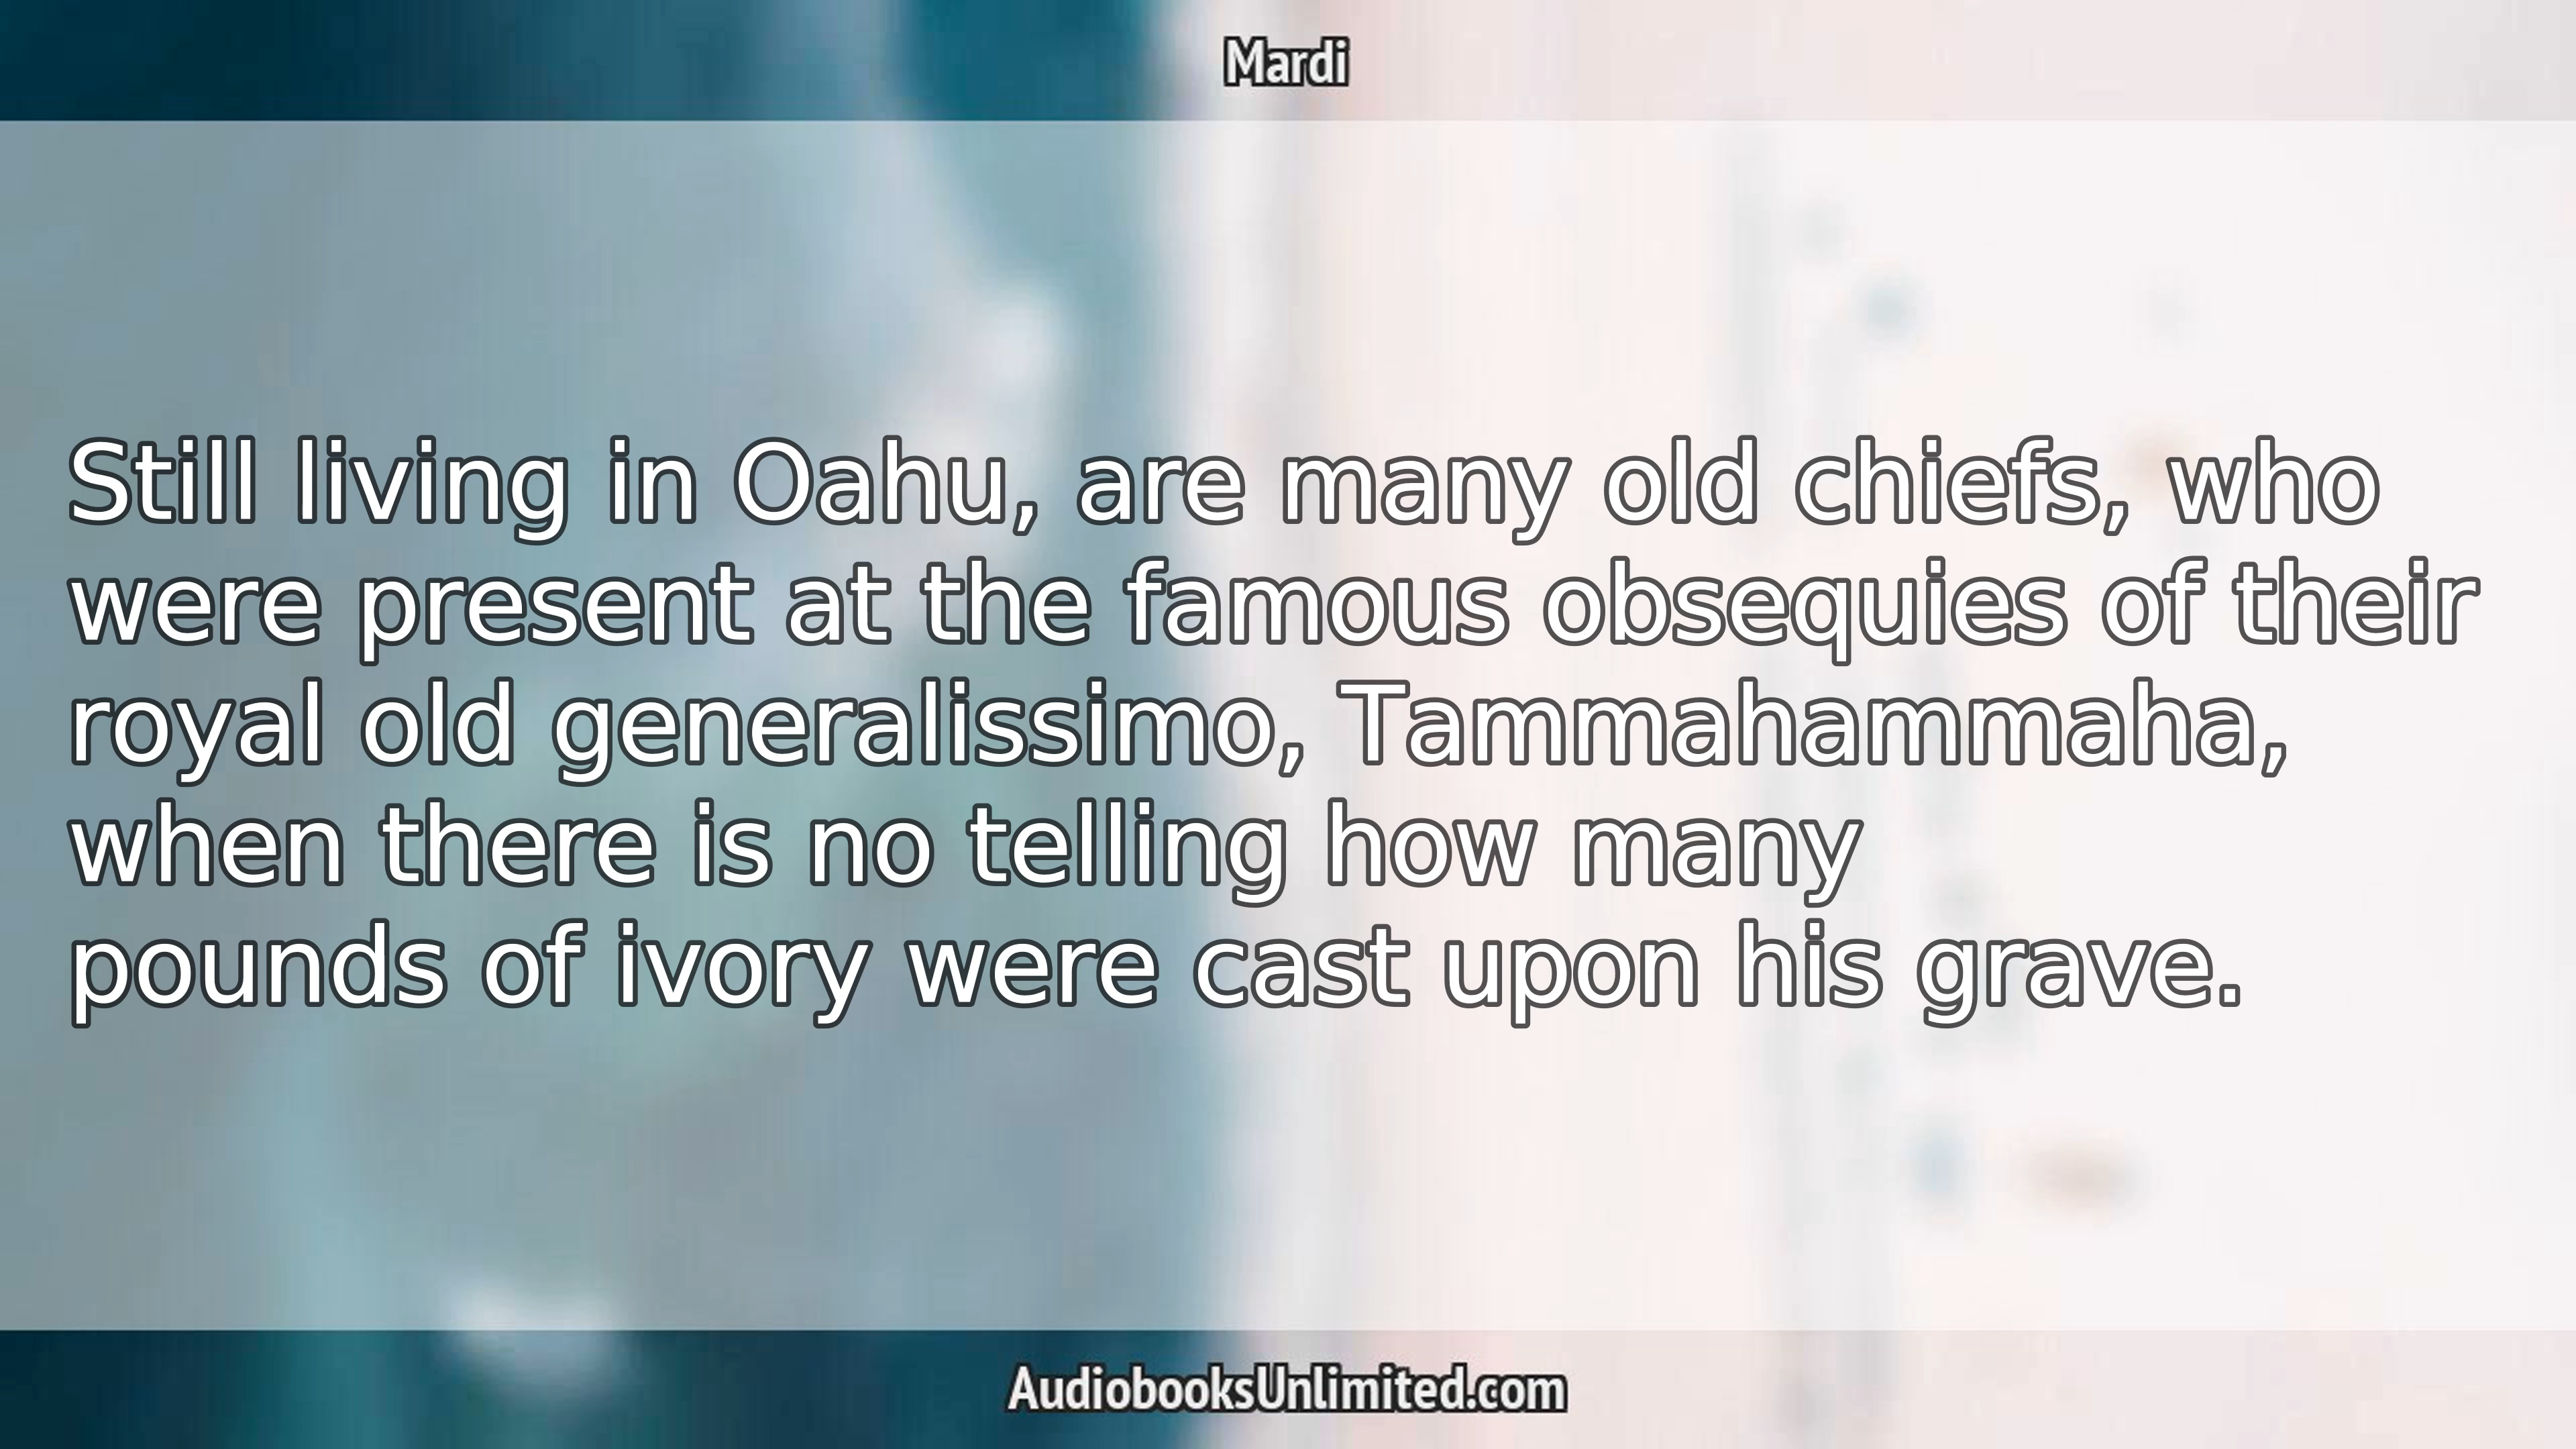 Mardi
Still living in Oahu, are many old chiefs, who
were present at the famous obsequies of their
royal old generalissimo, Tammahammaha,
when there is no telling how many
pounds of ivory were cast upon his grave.
AudiobooksUnlimited.com